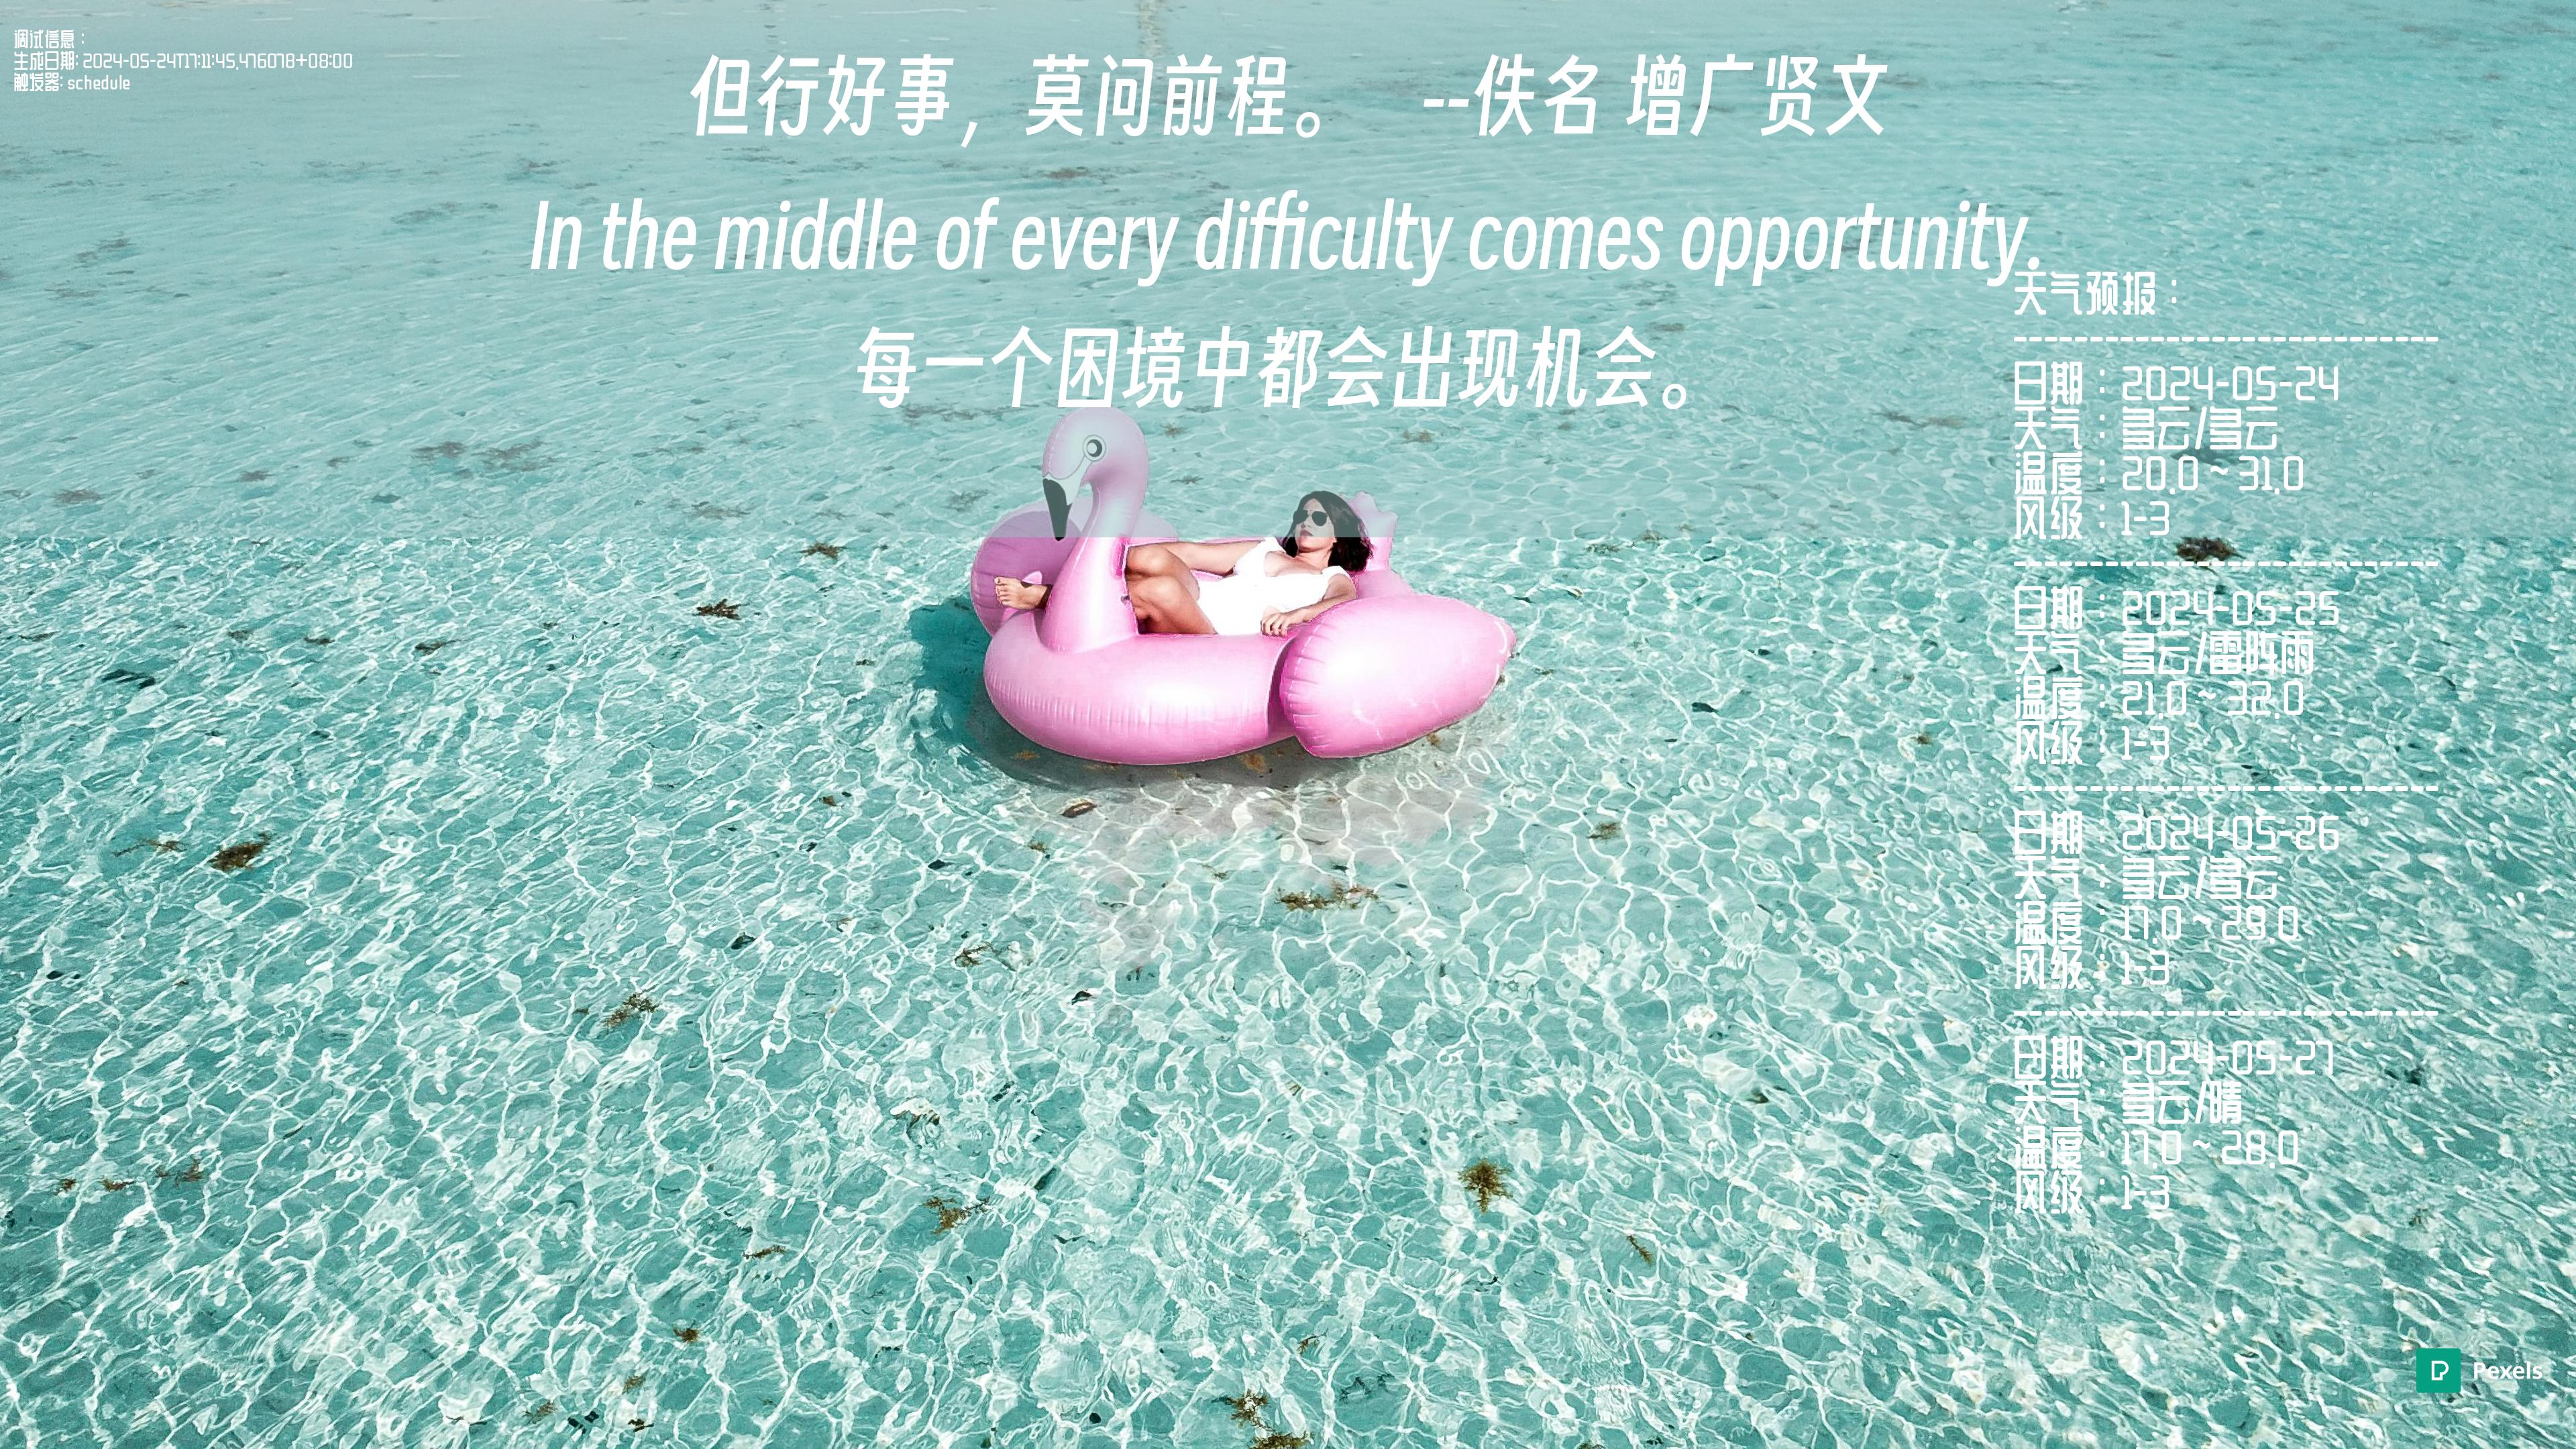 调试信息：
生成日期: 2024-05-24T17:11:45.476078+08:00
触发器: schedule
但行好事，莫问前程。 --佚名 增广贤文
In the middle of every difficulty comes opportunity.
每一个困境中都会出现机会。
天气预报：
----------------------------
日期：2024-05-24
天气：多云/多云
温度：20.0 ~ 31.0
风级：1-3
----------------------------
日期：2024-05-25
天气：多云/雷阵雨
温度：21.0 ~ 32.0
风级：1-3
----------------------------
日期：2024-05-26
天气：多云/多云
温度：17.0 ~ 29.0
风级：1-3
----------------------------
日期：2024-05-27
天气：多云/晴
温度：17.0 ~ 28.0
风级：1-3
Pexels